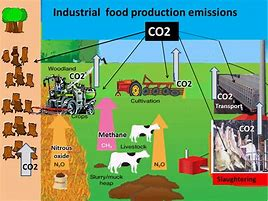 Industrial food production emissions
CO2
Woodland
CO2
CO2
CO2
Cultivation
CO2
Transport
Crops
Methane
CH4
Livestock
Nitrous
oxide
CO2
N2O
Slurry/muck
heap
N2O
Slaughtering